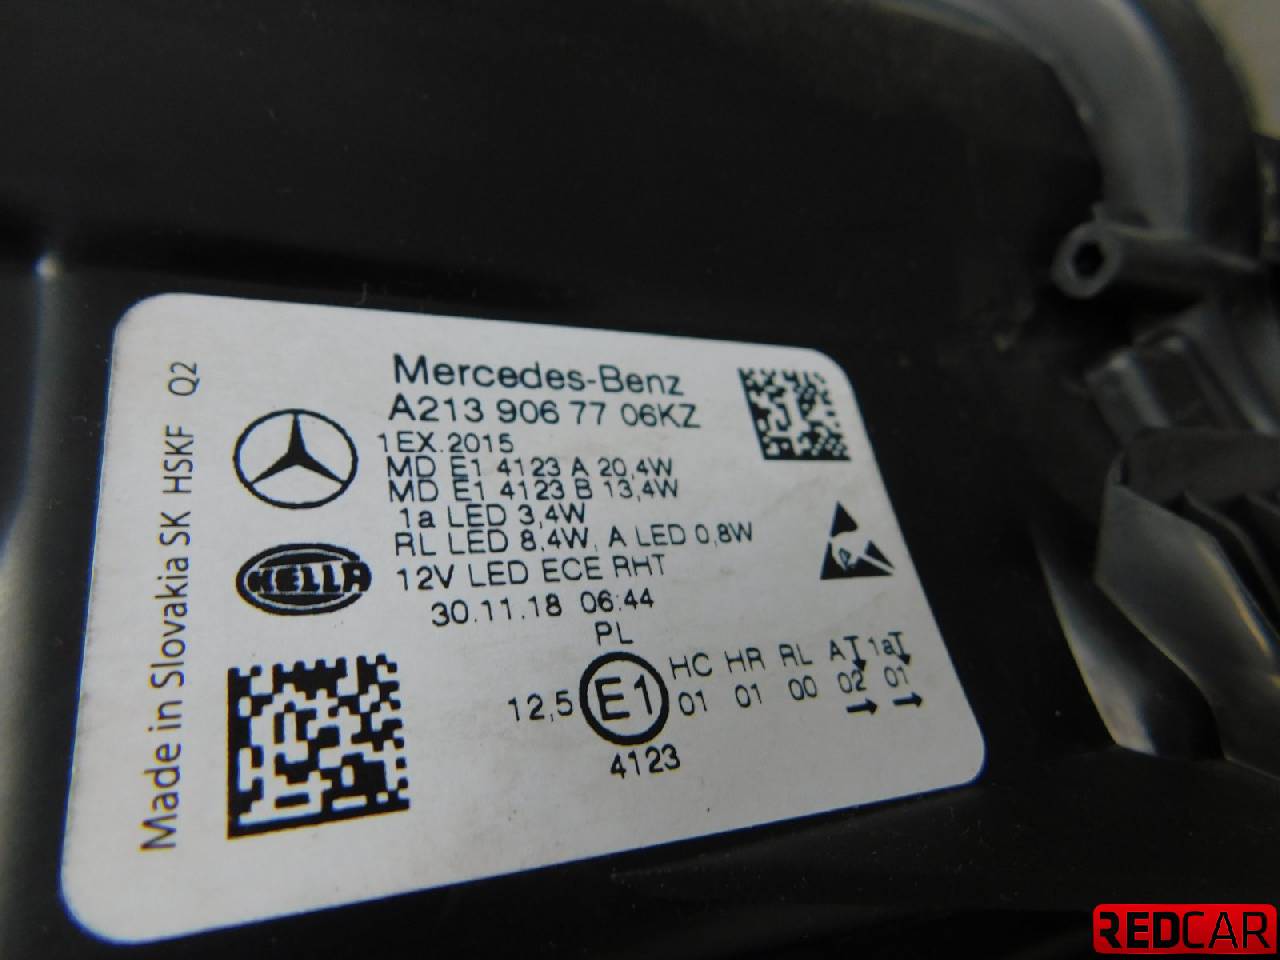 Mercedes-Benz
A213 906 77 06KZ
1EX.2015
MD E1 4123 A 20,4W
MD E1 4123 B 13,4W
1a LED 3,4W
RL LED 8,4W, A LED 0,8W
12V LED ECE RHT
30.11.18 06:44
PL
HC HR RL AT 1aT
12,5 E1 01 01 00 02 01
→ →
4123
HELLA
Made in Slovakia SK HSKF Q2
REDCAR